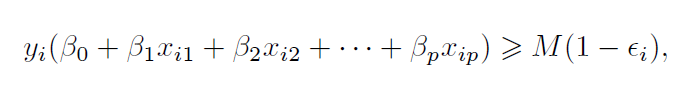 yᵢ(β₀ + β₁xᵢ₁ + β₂xᵢ₂ + ⋯ + βₚxᵢₚ) ⩾ M(1 − ϵᵢ),